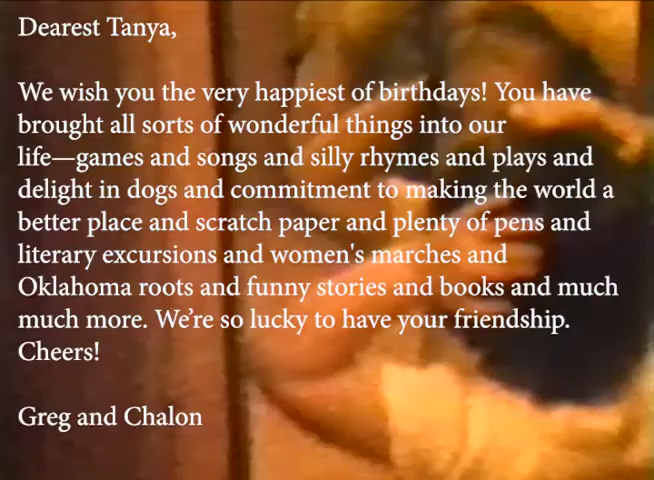 Dearest Tanya,
We wish you the very happiest of birthdays! You have
brought all sorts of wonderful things into our
life—games and songs and silly rhymes and plays and
delight in dogs and commitment to making the world a
better place and scratch paper and plenty of pens and
literary excursions and women's marches and
Oklahoma roots and funny stories and books and much
much more. We’re so lucky to have your friendship.
Cheers!
Greg and Chalon